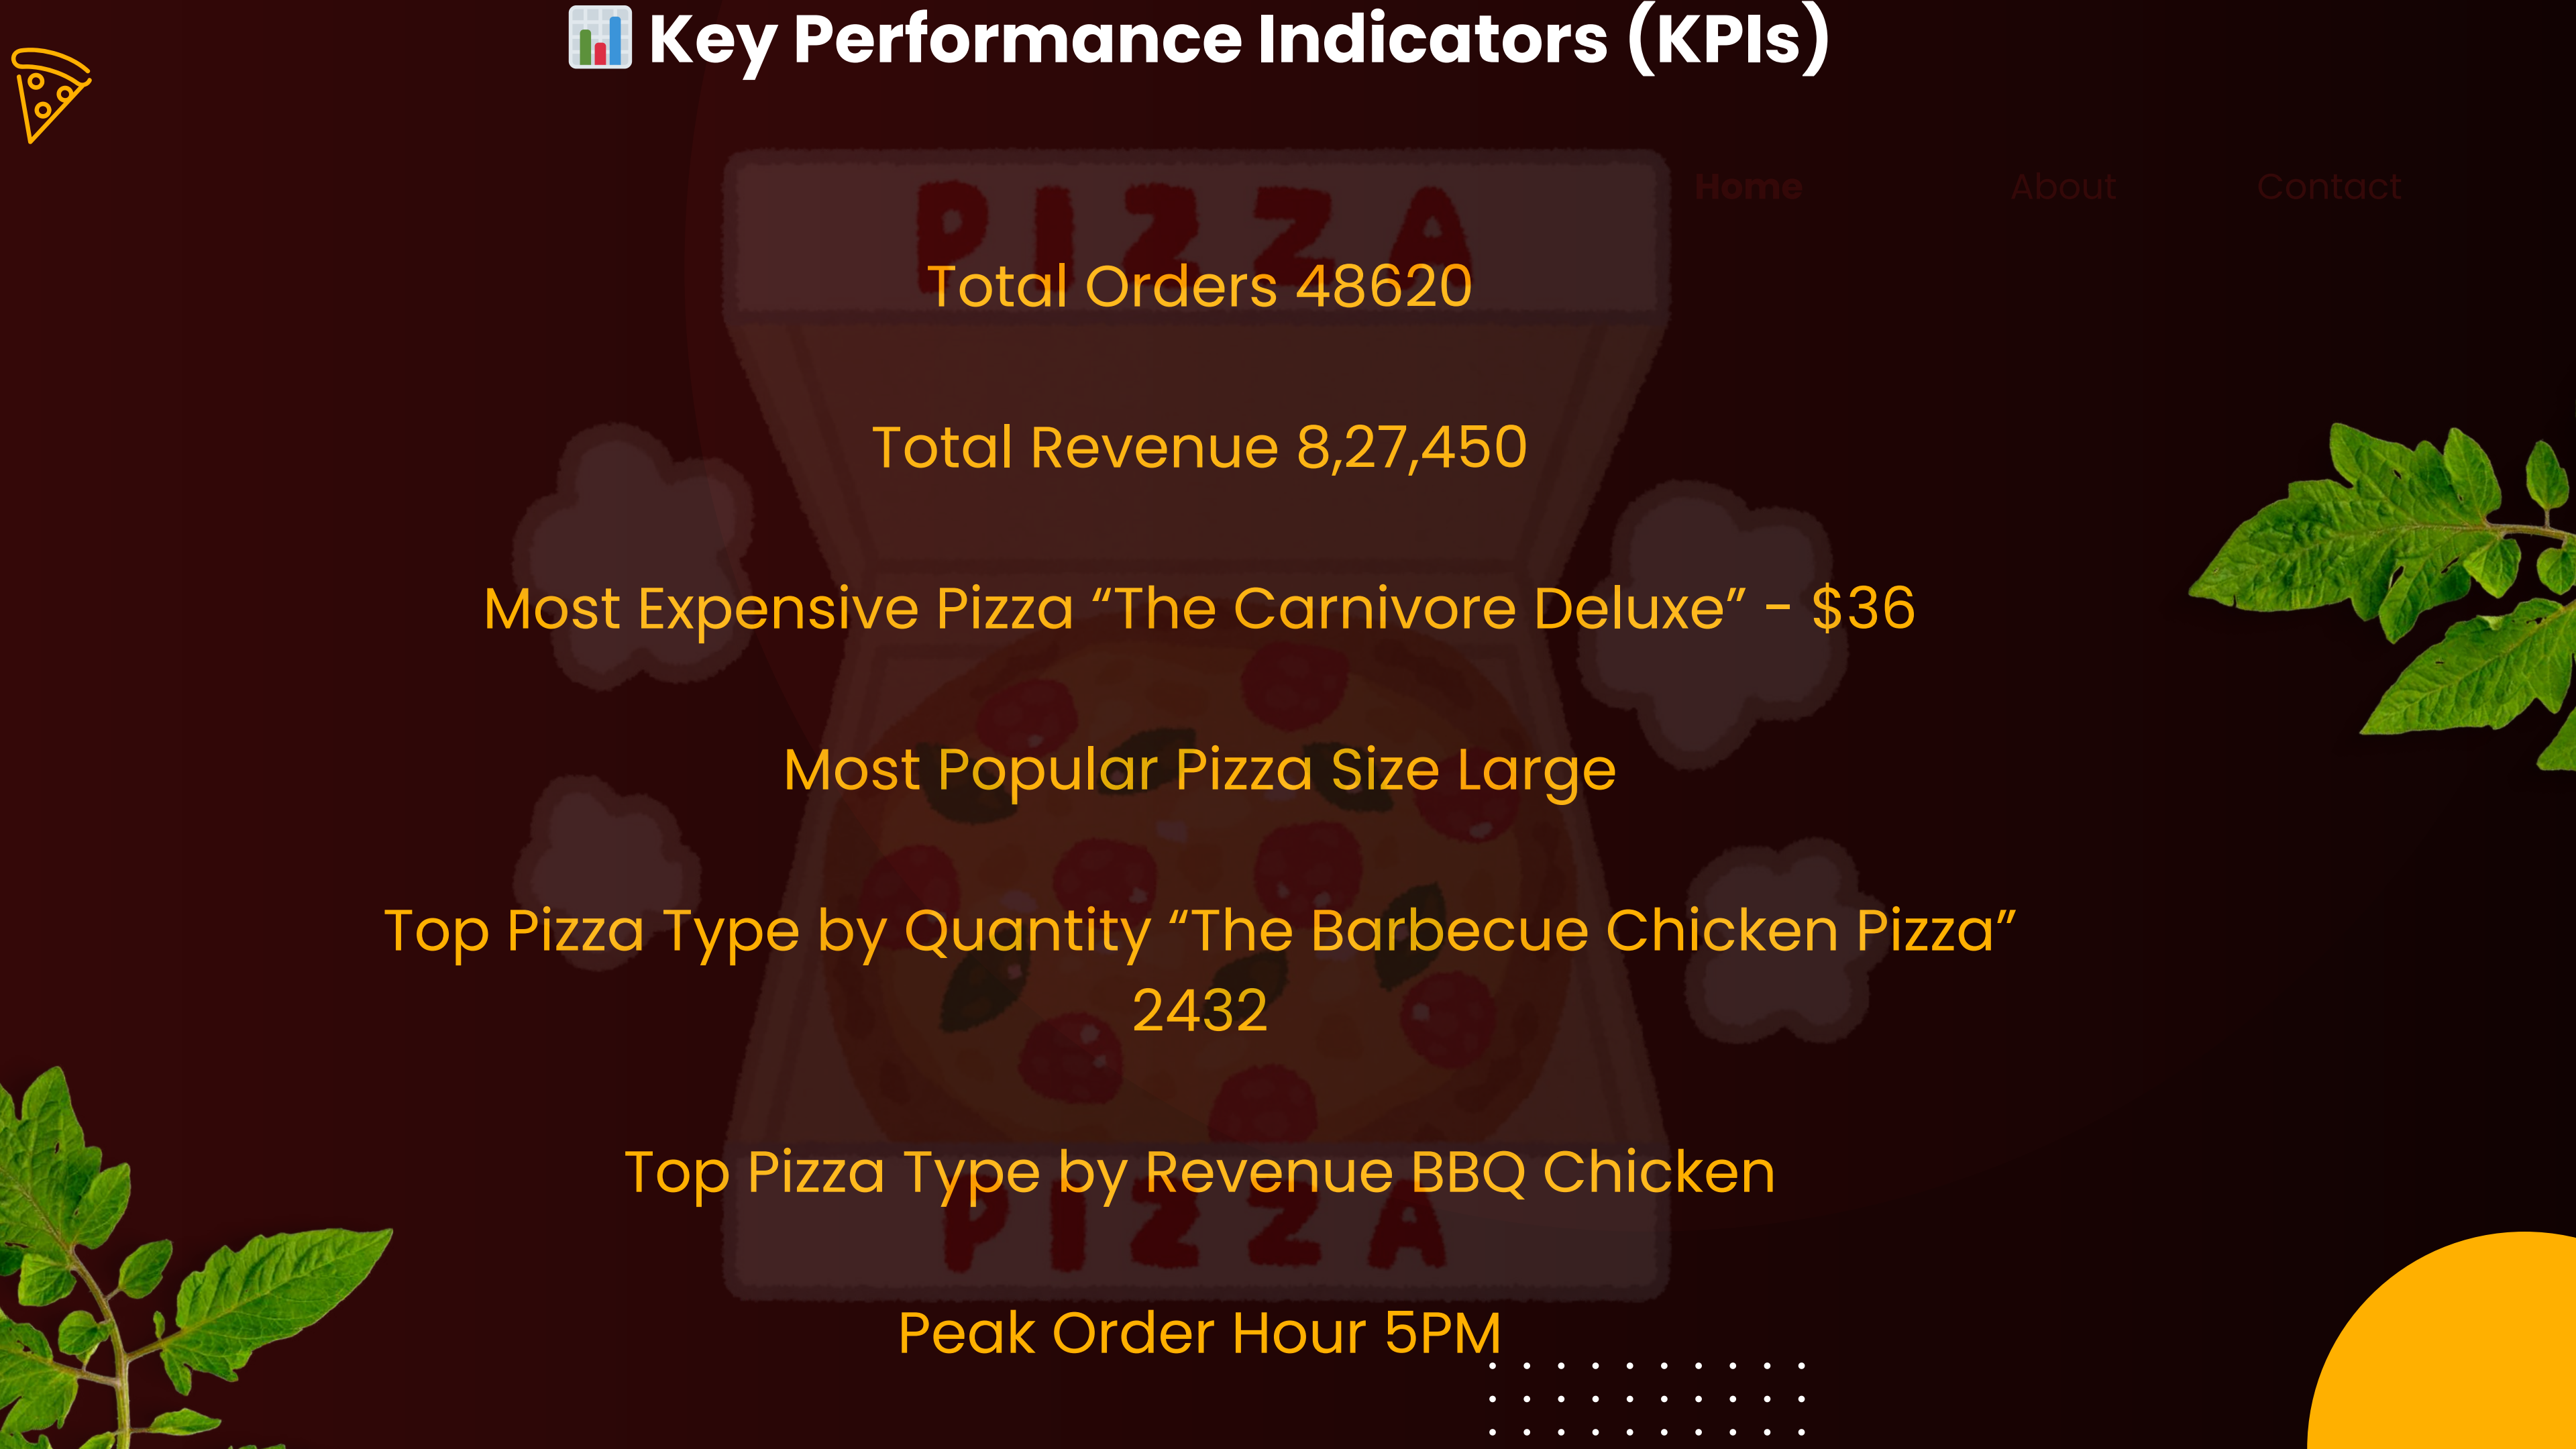 📊 Key Performance Indicators (KPIs)
Home About Contact
PIZZA
Total Orders 48620
Total Revenue 8,27,450
Most Expensive Pizza “The Carnivore Deluxe” - $36
Most Popular Pizza Size Large
Top Pizza Type by Quantity “The Barbecue Chicken Pizza”
2432
Top Pizza Type by Revenue BBQ Chicken
PIZZA
Peak Order Hour 5PM